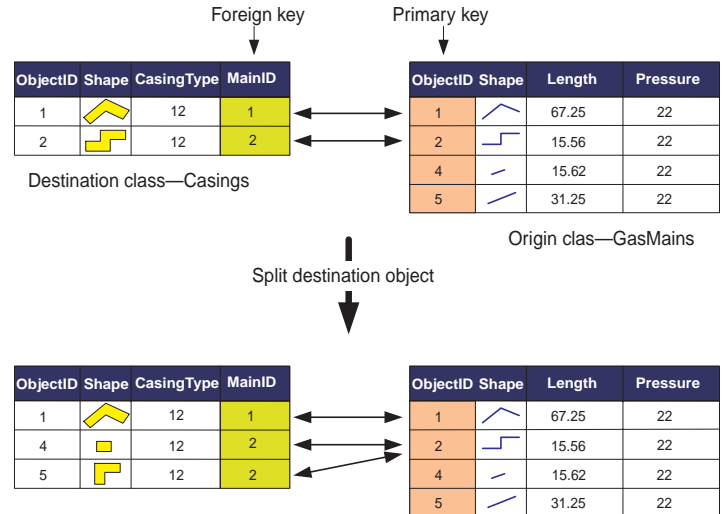 Foreign key Primary key
ObjectID Shape CasingType MainID
1 12 1
2 12 2
Destination class—Casings
ObjectID Shape Length Pressure
1 67.25 22
2 15.56 22
4 15.62 22
5 31.25 22
Origin clas—GasMains
Split destination object
ObjectID Shape CasingType MainID
1 12 1
4 12 2
5 12 2
ObjectID Shape Length Pressure
1 67.25 22
2 15.56 22
4 15.62 22
5 31.25 22